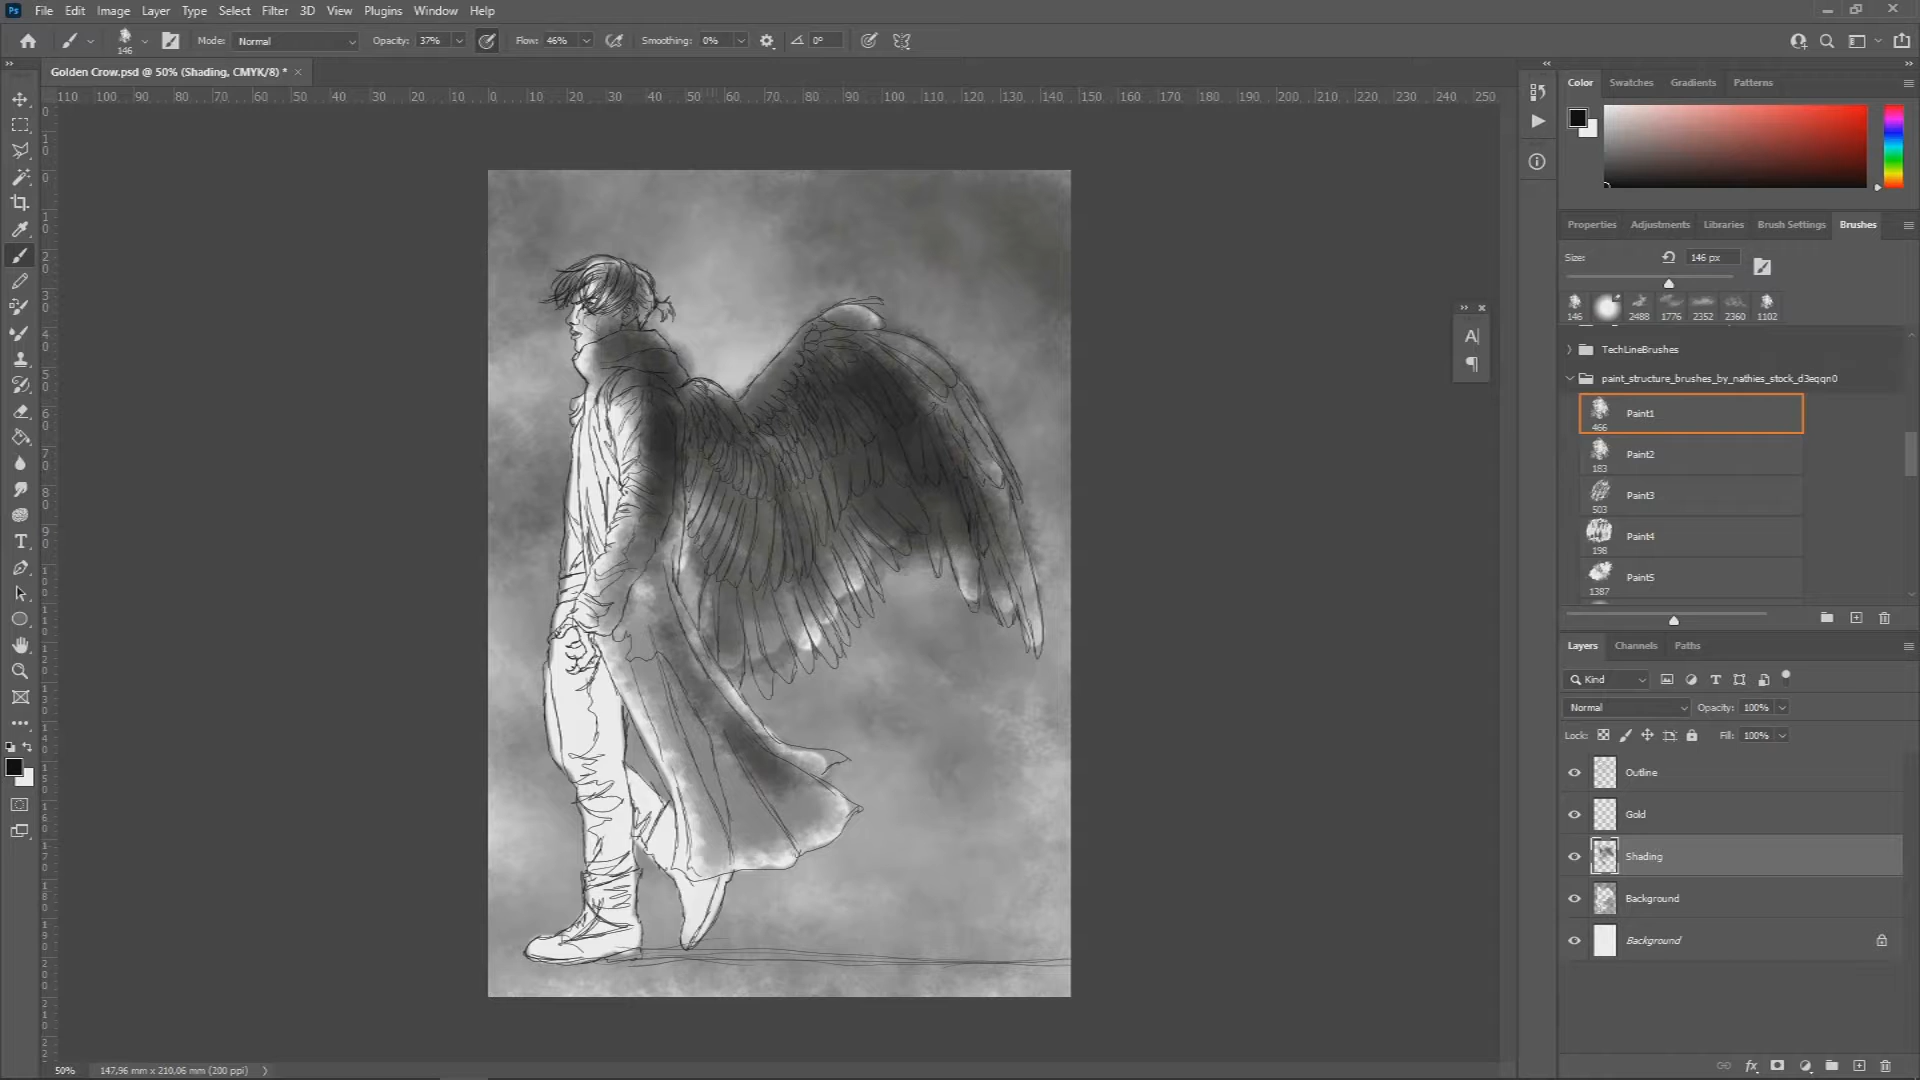 Ps File Edit Image Layer Type Select Filter 3D View Plugins Window Help
146 Mode: Normal Opacity: 37% Flow: 46% Smoothing: 0% 0°
Golden Crow.psd @ 50% (Shading, CMYK/8) * ×
110 100 90 80 70 60 50 40 30 20 10 0 10 20 30 40 50 60 70 80 90 100 110 120 130 140 150 160 170 180 190 200 210 220 230 240 250
Color Swatches Gradients Patterns
Properties Adjustments Libraries Brush Settings Brushes
Size: 146 px
146 2488 1776 2352 2360 1102
TechLineBrushes
paint_structure_brushes_by_nathies_stock_d3eqqn0
Paint1
466
Paint2
183
Paint3
503
Paint4
198
Paint5
1387
Layers Channels Paths
Kind
Normal Opacity: 100%
Lock: Fill: 100%
Outline
Gold
Shading
Background
Background
50% 147,96 mm x 210,06 mm (200 ppi)